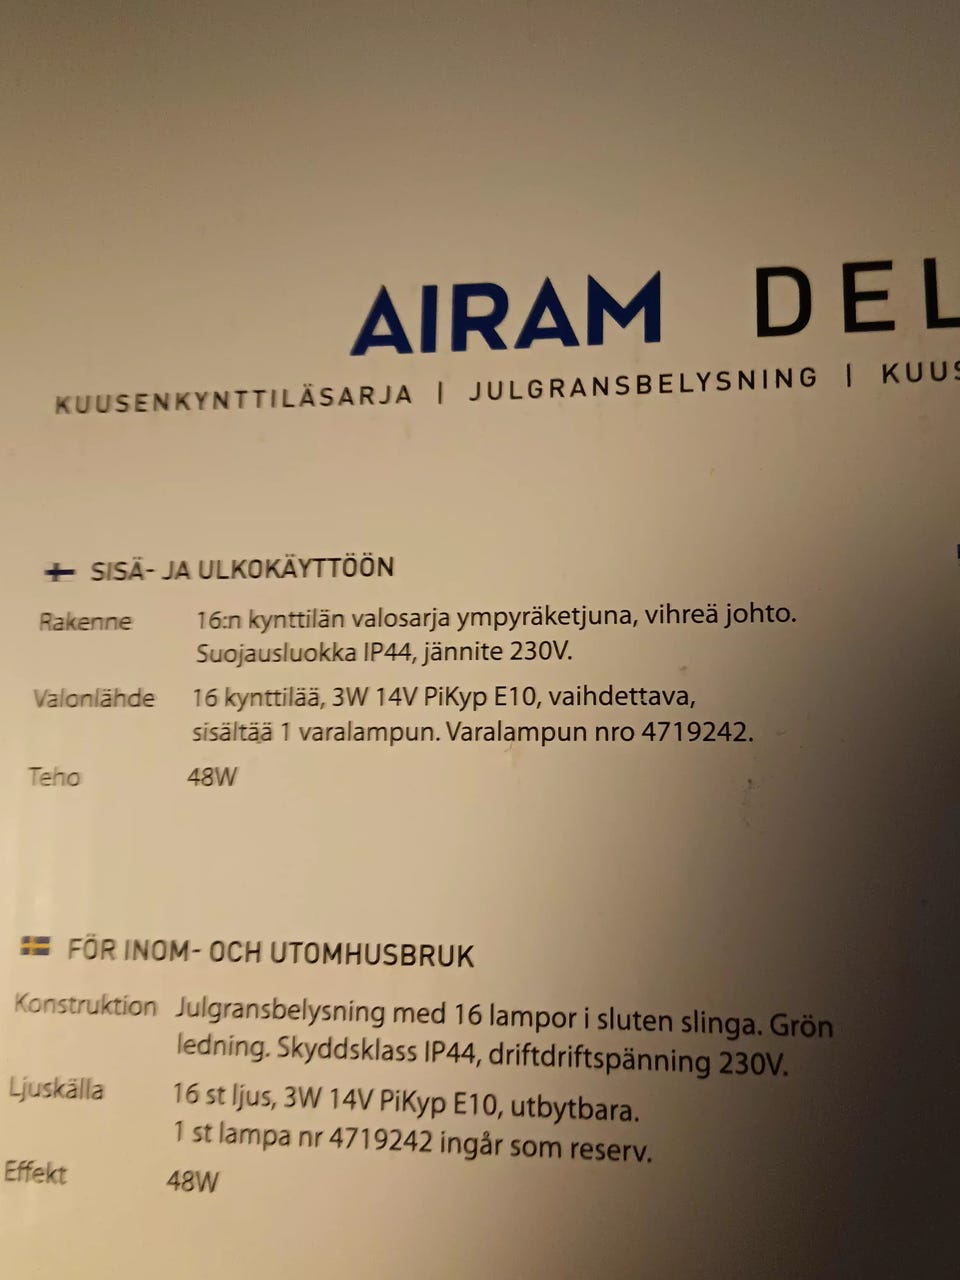 AIRAM DEL
KUUSENKYNTTILÄSARJA | JULGRANSBELYSNING | KUUS
SISÄ- JA ULKOKÄYTTÖÖN
Rakenne 16:n kynttilän valosarja ympyräketjuna, vihreä johto.
Suojausluokka IP44, jännite 230V.
Valonlähde 16 kynttilää, 3W 14V PiKyp E10, vaihdettava,
sisältää 1 varalampun. Varalampun nro 4719242.
Teho 48W
FÖR INOM- OCH UTOMHUSBRUK
Konstruktion Julgransbelysning med 16 lampor i sluten slinga. Grön
ledning. Skyddsklass IP44, driftdriftspänning 230V.
Ljuskälla 16 st ljus, 3W 14V PiKyp E10, utbytbara.
1 st lampa nr 4719242 ingår som reserv.
Effekt 48W